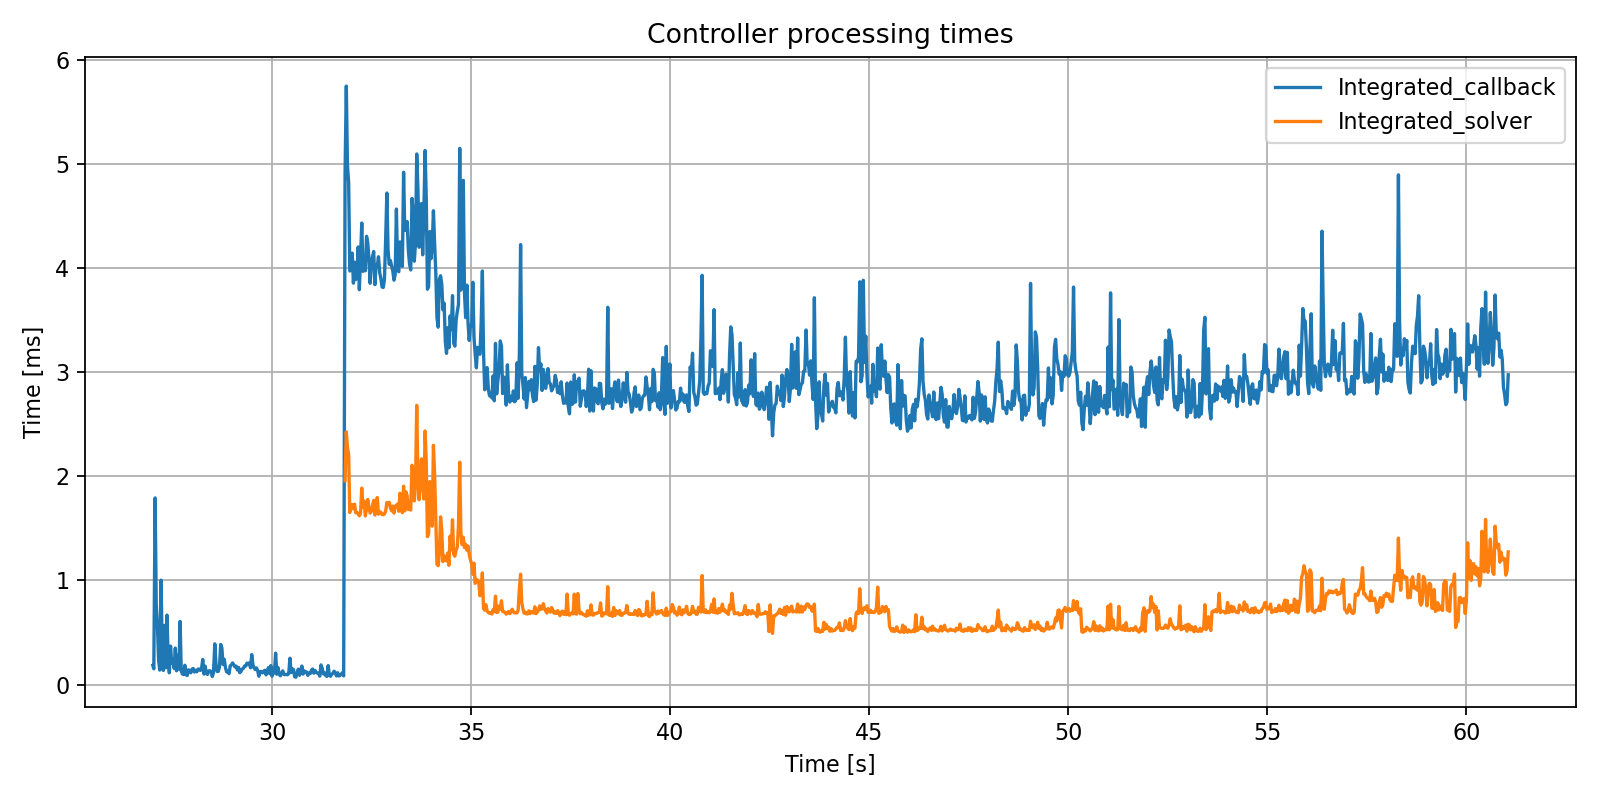 Controller processing times
Integrated_callback
Integrated_solver
Time [ms]
6
5
4
3
2
1
0
30 35 40 45 50 55 60
Time [s]